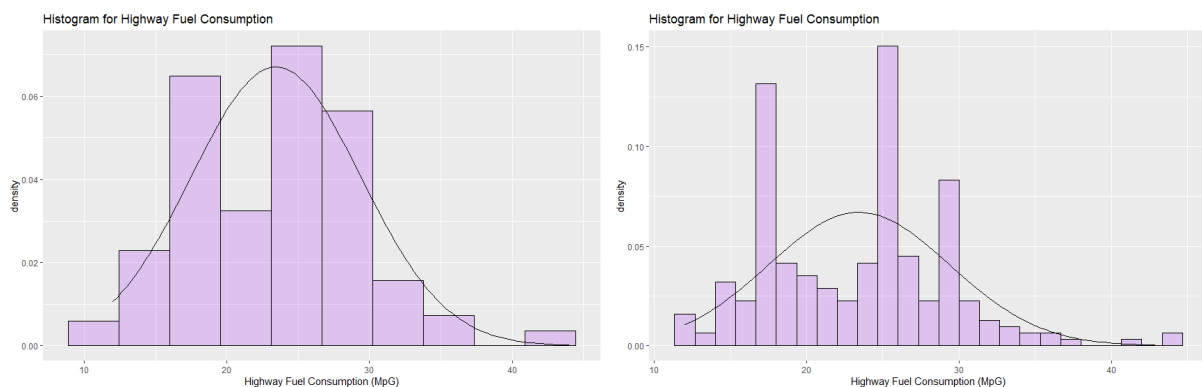 Histogram for Highway Fuel Consumption
0.06
0.04
0.02
0.00
density
10 20 30 40
Highway Fuel Consumption (MpG)
Histogram for Highway Fuel Consumption
0.15
0.10
0.05
0.00
density
10 20 30 40
Highway Fuel Consumption (MpG)